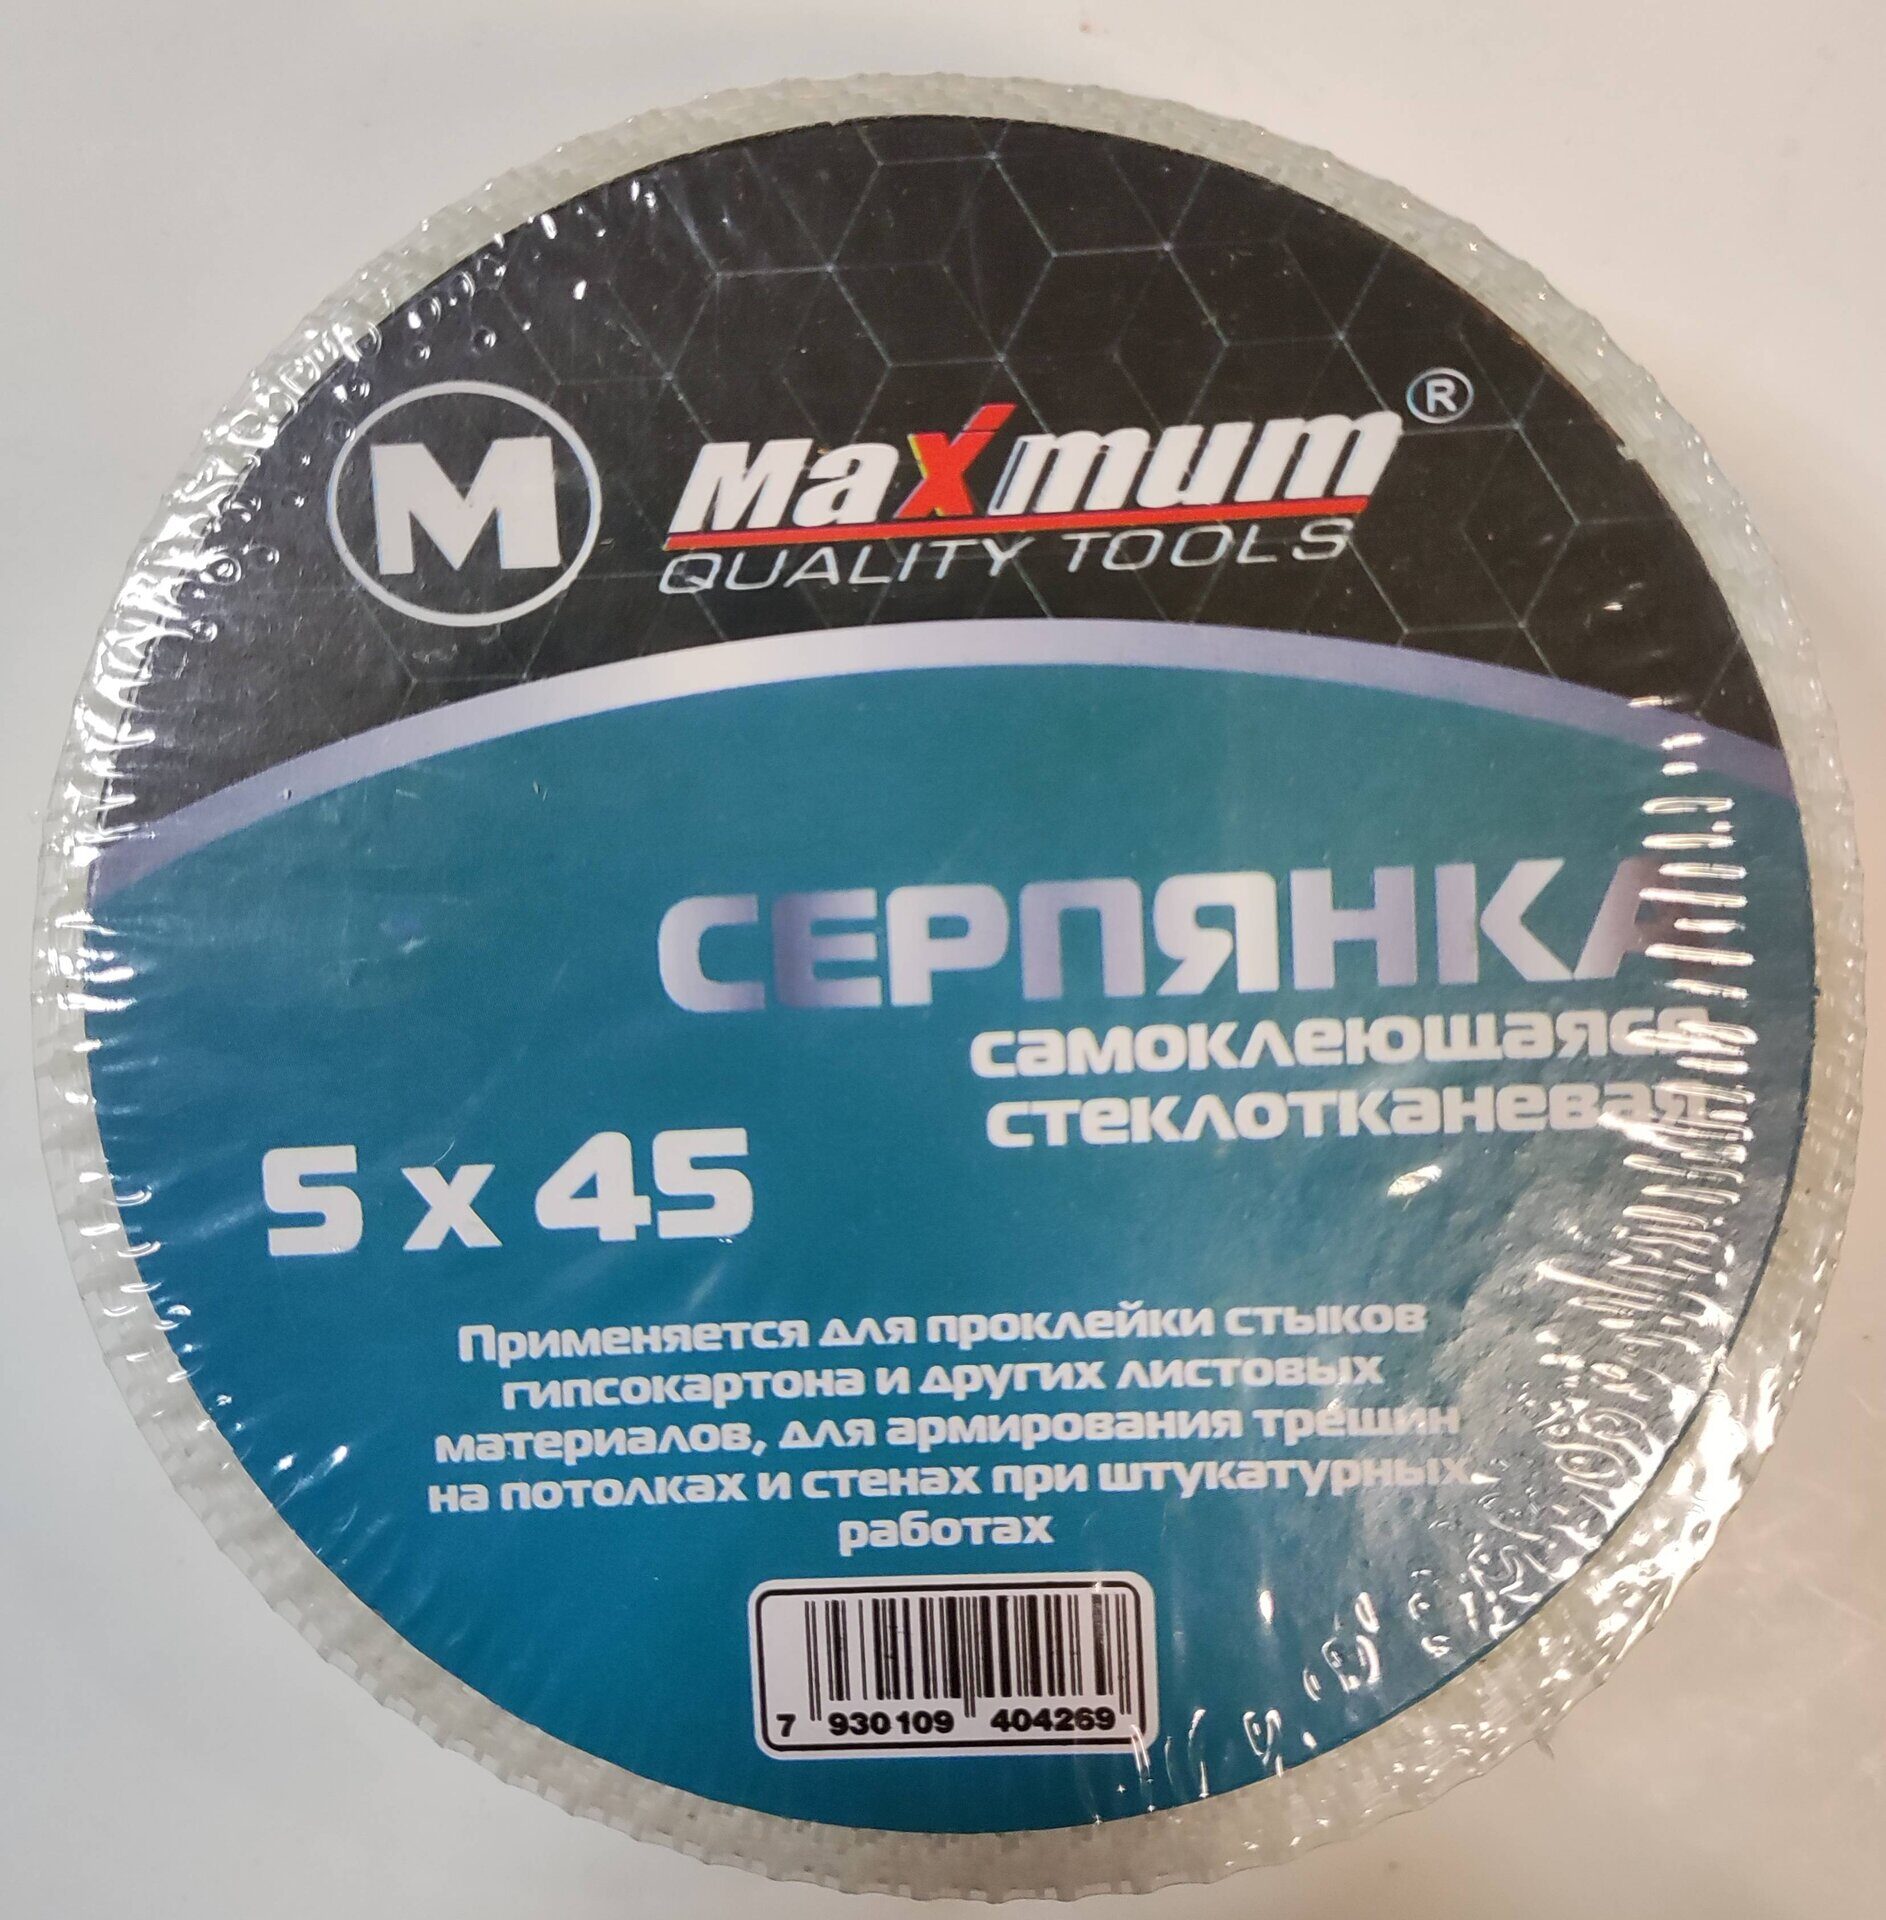 M
MaXimum ®
QUALITY TOOLS
СЕРПЯНКА
самоклеющаяся
стеклотканевая
5 x 45
Применяется для проклейки стыков
гипсокартона и других листовых
материалов, для армирования трещин
на потолках и стенах при штукатурных
работах
7 930109 404269